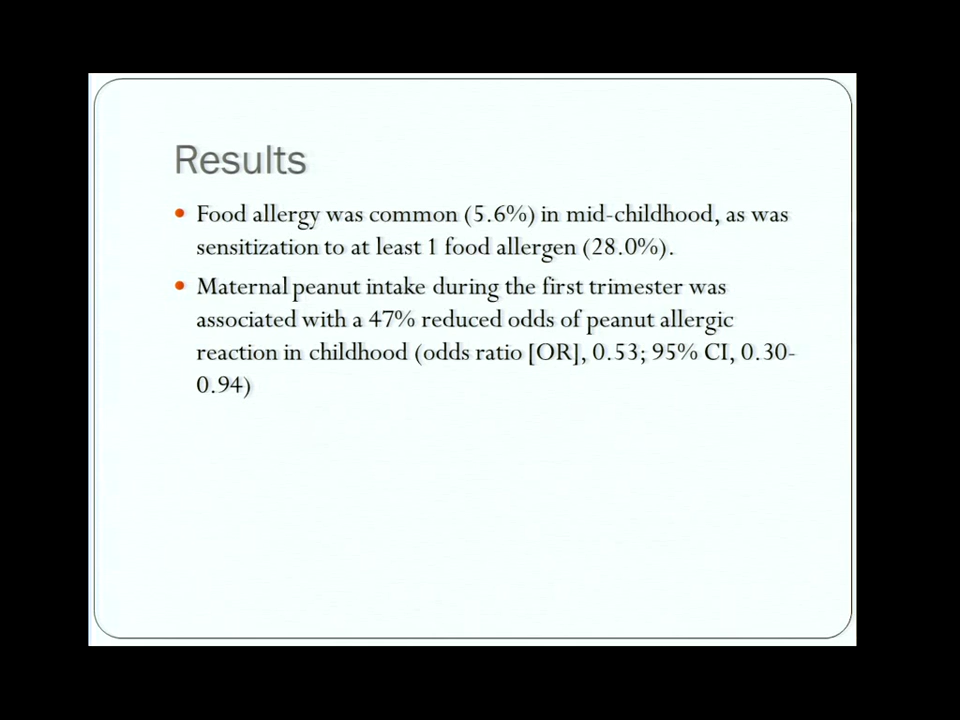 Results
Food allergy was common (5.6%) in mid-childhood, as was
sensitization to at least 1 food allergen (28.0%).
Maternal peanut intake during the first trimester was
associated with a 47% reduced odds of peanut allergic
reaction in childhood (odds ratio [OR], 0.53; 95% CI, 0.30-
0.94)